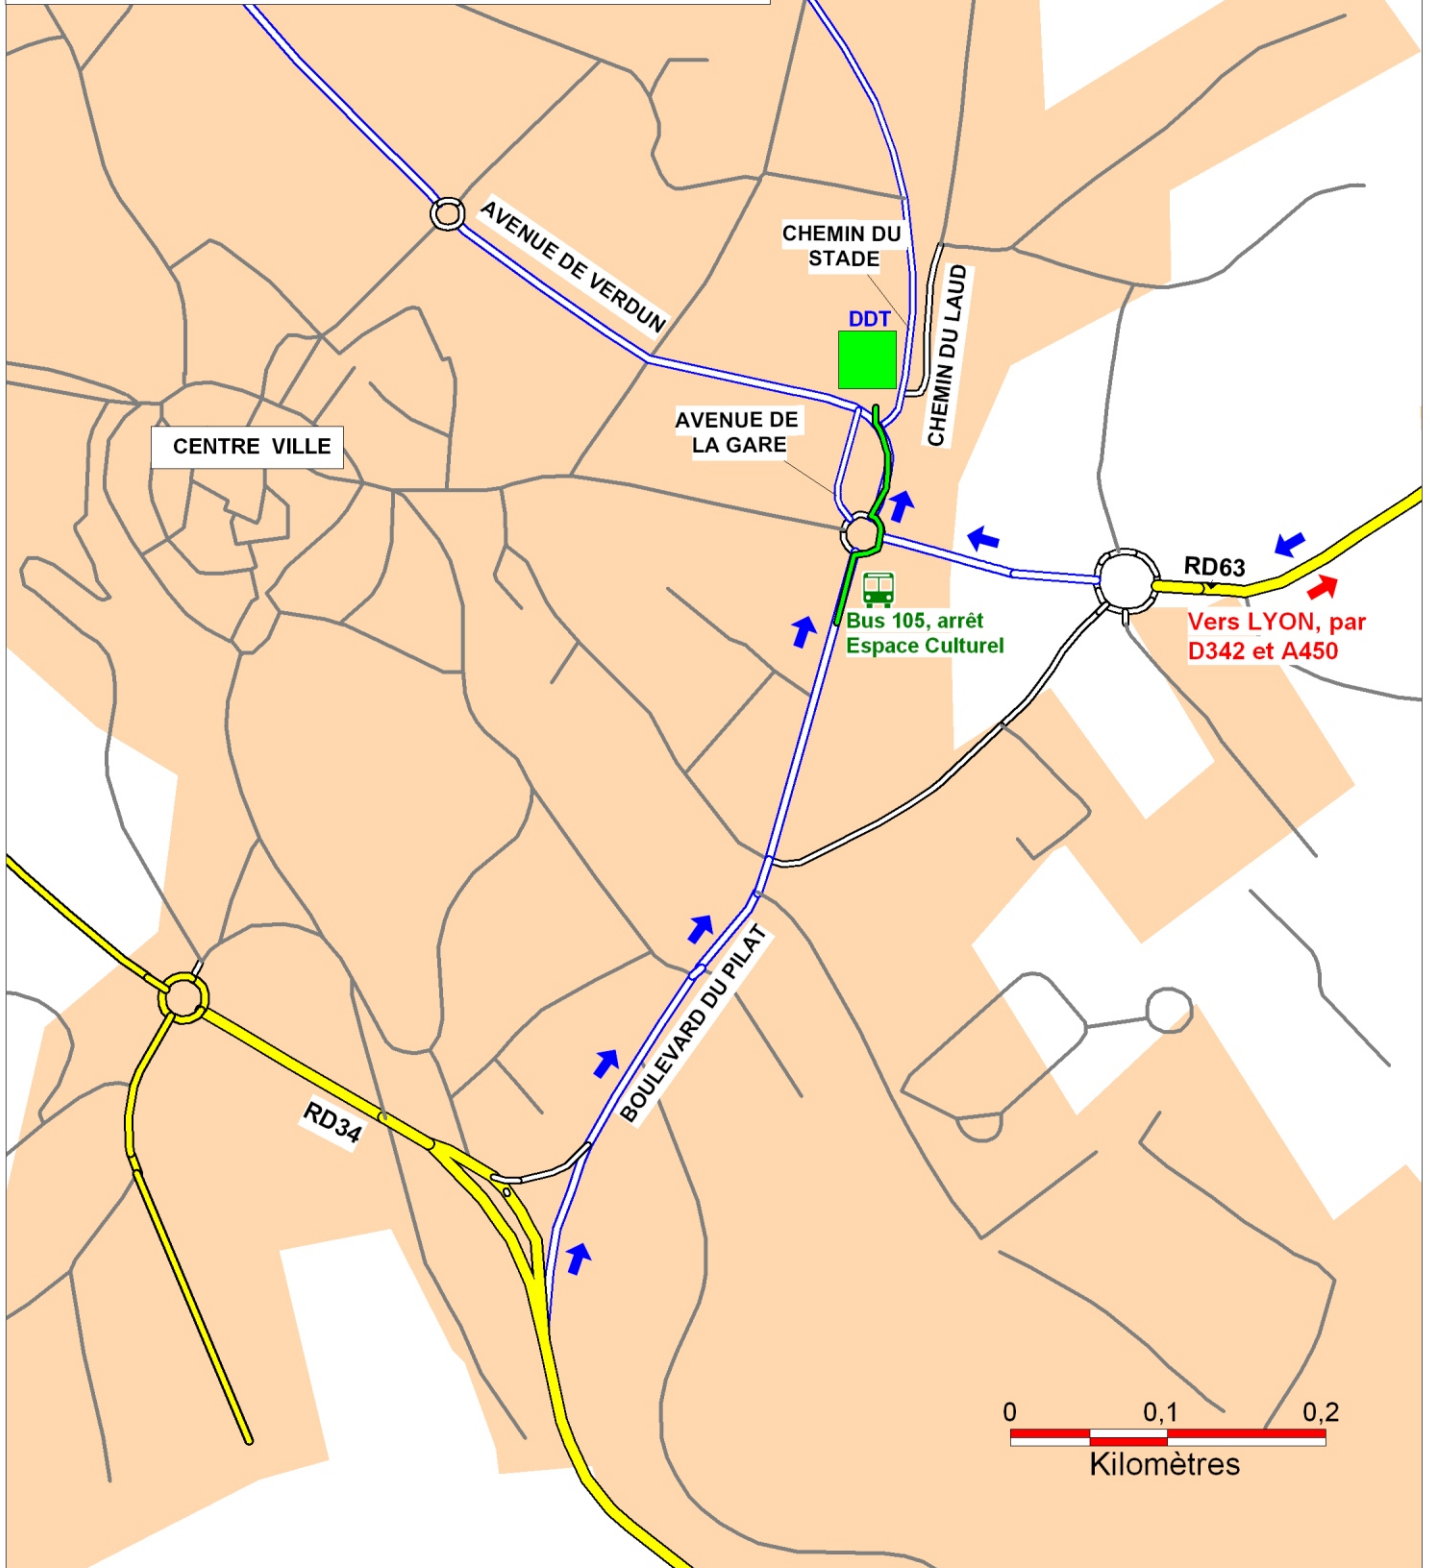 AVENUE DE VERDUN
CHEMIN DU
STADE
CHEMIN DU LAUD
DDT
AVENUE DE
LA GARE
CENTRE VILLE
RD63
Bus 105, arrêt
Espace Culturel
Vers LYON, par
D342 et A450
BOULEVARD DU PILAT
RD34
0 0,1 0,2
Kilomètres